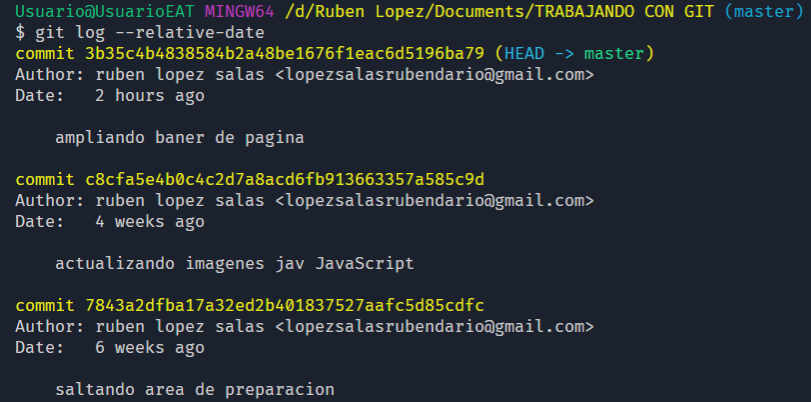 Usuario@UsuarioEAT MINGW64 /d/Ruben Lopez/Documents/TRABAJANDO CON GIT (master)
$ git log --relative-date
commit 3b35c4b4838584b2a48be1676f1eac6d5196ba79 (HEAD -> master)
Author: ruben lopez salas <lopezsalasrubendario@gmail.com>
Date:   2 hours ago
ampliando baner de pagina
commit c8cfa5e4b0c4c2d7a8acd6fb913663357a585c9d
Author: ruben lopez salas <lopezsalasrubendario@gmail.com>
Date:   4 weeks ago
actualizando imagenes jav JavaScript
commit 7843a2dfba17a32ed2b401837527aafc5d85cdfc
Author: ruben lopez salas <lopezsalasrubendario@gmail.com>
Date:   6 weeks ago
saltando area de preparacion